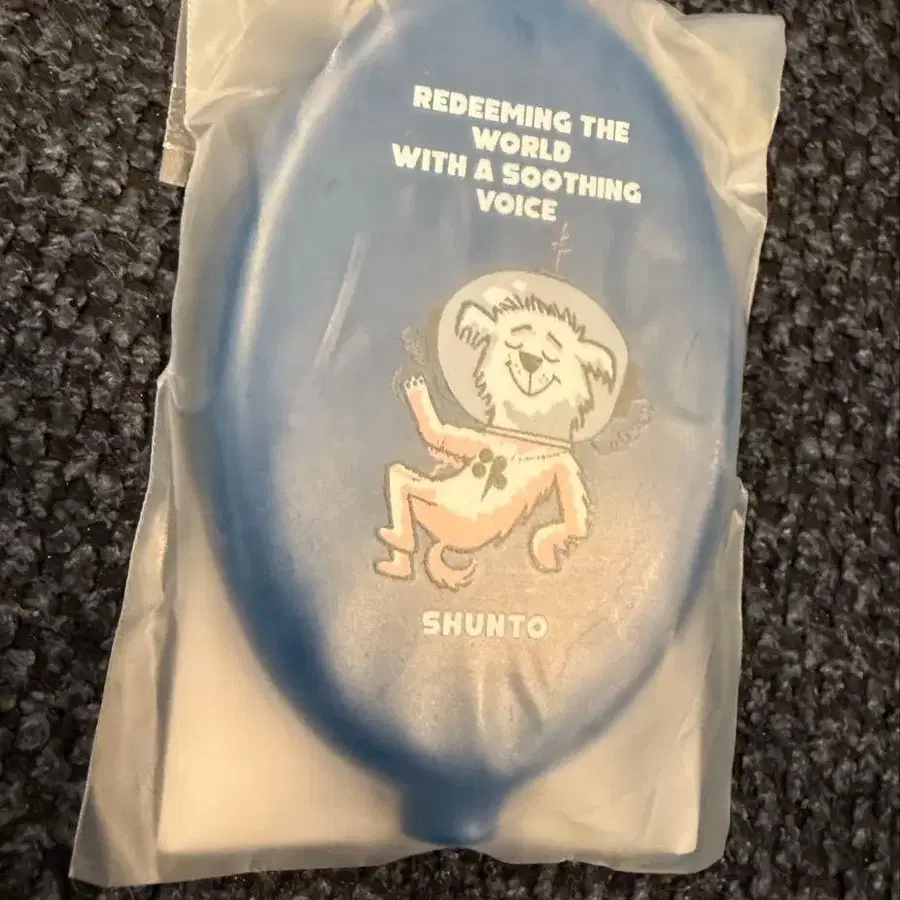 REDEEMING THE
WORLD
WITH A SOOTHING
VOICE
SHUNTO